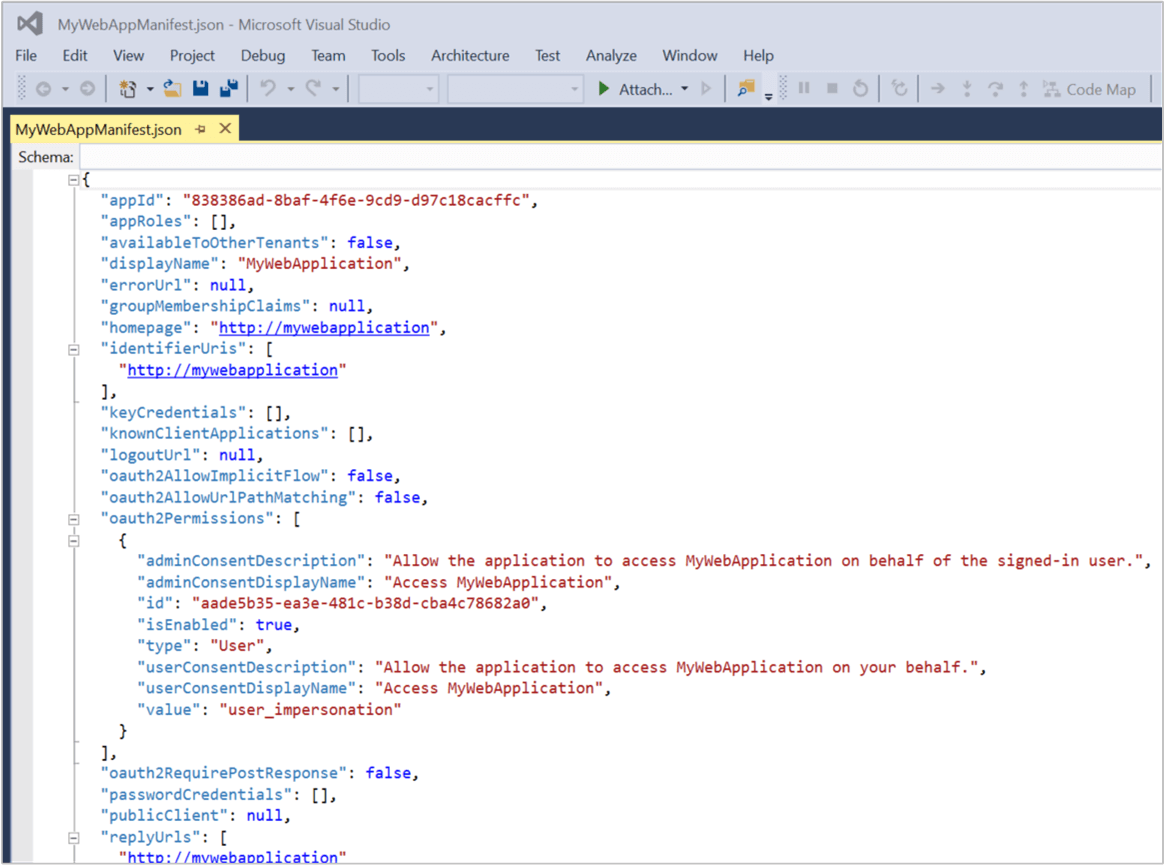 MyWebAppManifest.json - Microsoft Visual Studio
File Edit View Project Debug Team Tools Architecture Test Analyze Window Help
Attach... Code Map
MyWebAppManifest.json
Schema:
{
"appId": "838386ad-8baf-4f6e-9cd9-d97c18cacffc",
"appRoles": [],
"availableToOtherTenants": false,
"displayName": "MyWebApplication",
"errorUrl": null,
"groupMembershipClaims": null,
"homepage": "http://mywebapplication",
"identifierUris": [
"http://mywebapplication"
],
"keyCredentials": [],
"knownClientApplications": [],
"logoutUrl": null,
"oauth2AllowImplicitFlow": false,
"oauth2AllowUrlPathMatching": false,
"oauth2Permissions": [
{
"adminConsentDescription": "Allow the application to access MyWebApplication on behalf of the signed-in user.",
"adminConsentDisplayName": "Access MyWebApplication",
"id": "aade5b35-ea3e-481c-b38d-cba4c78682a0",
"isEnabled": true,
"type": "User",
"userConsentDescription": "Allow the application to access MyWebApplication on your behalf.",
"userConsentDisplayName": "Access MyWebApplication",
"value": "user_impersonation"
}
],
"oauth2RequirePostResponse": false,
"passwordCredentials": [],
"publicClient": null,
"replyUrls": [
"http://mywebapplication"